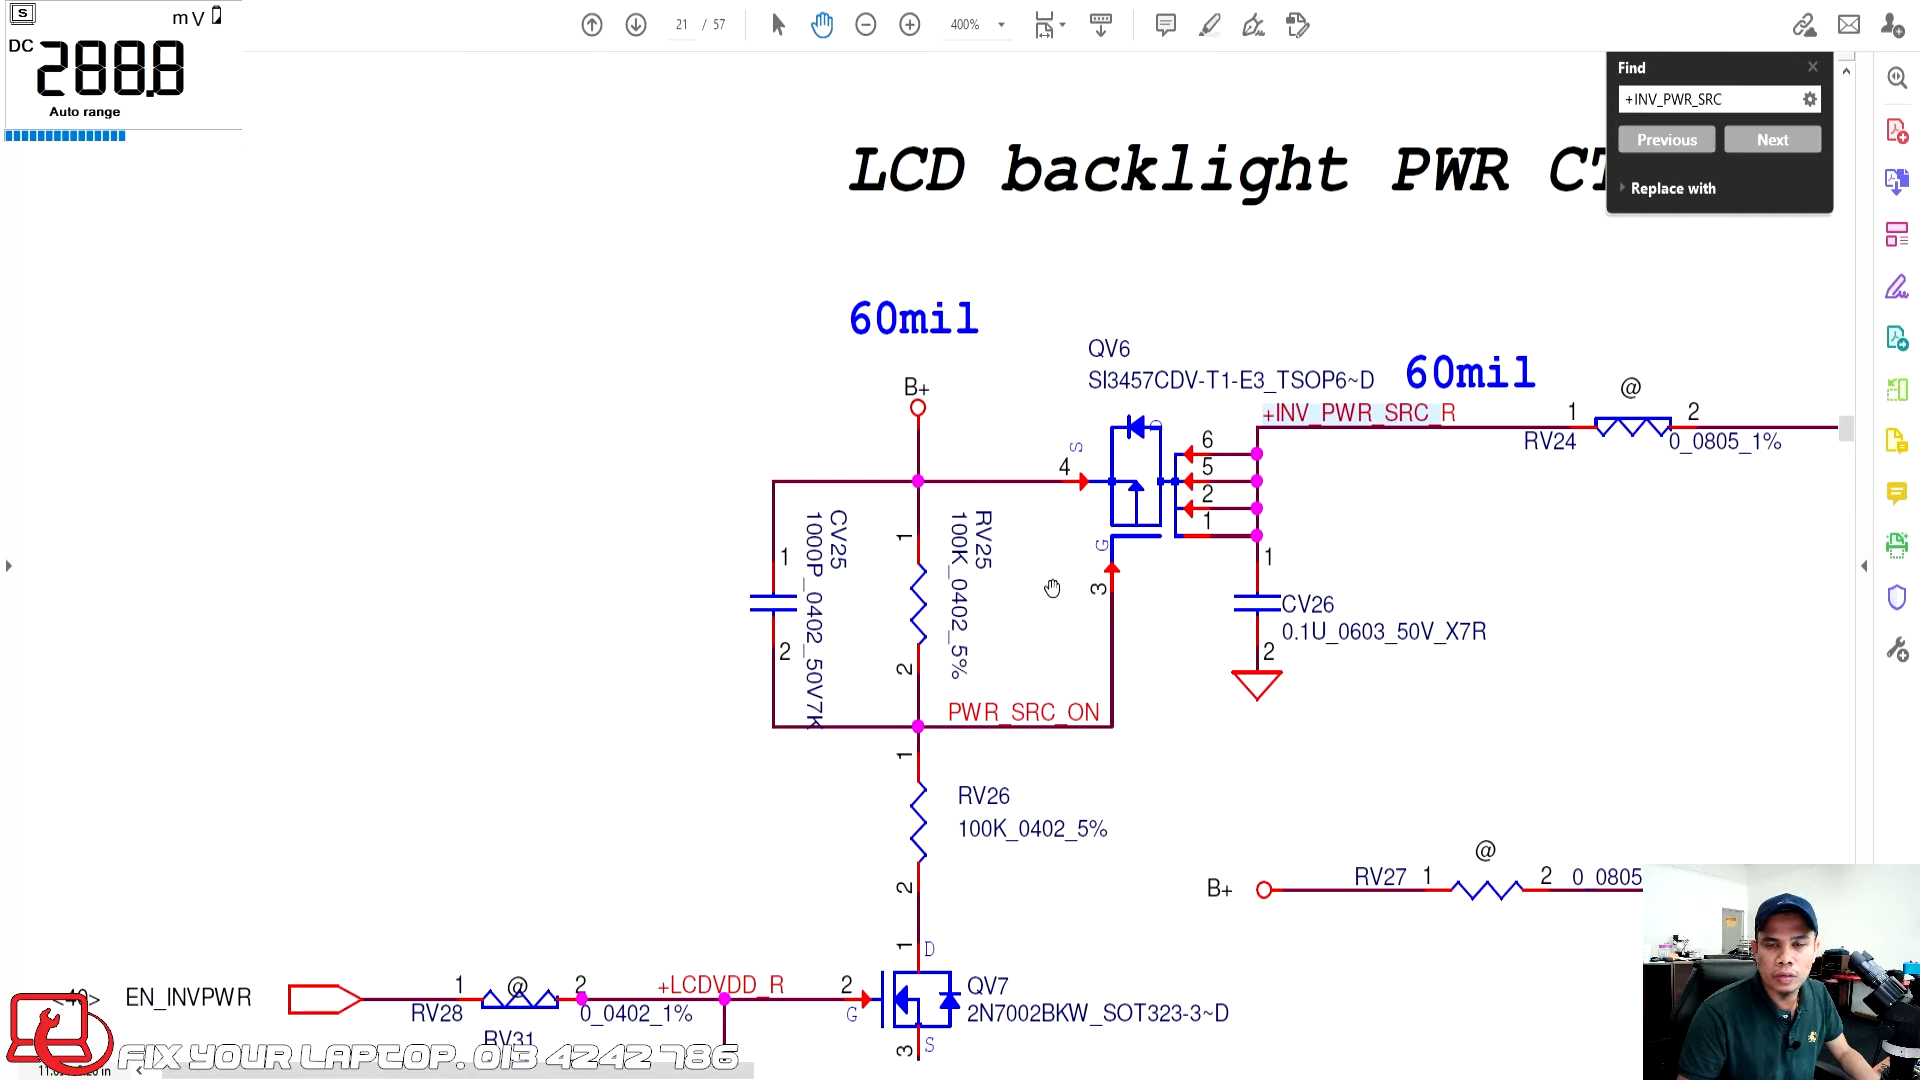 S
mV
DC
288.8
Auto range
21 / 57
400%
Find
+INV_PWR_SRC
Previous
Next
Replace with
LCD backlight PWR CT
60mil
QV6
SI3457CDV-T1-E3_TSOP6~D
60mil
B+
@
+INV_PWR_SRC_R
1
2
RV24
0_0805_1%
S
4
6
5
2
1
D
G
3
CV25
1000P_0402_50V7K
1
2
RV25
100K_0402_5%
1
2
1
CV26
0.1U_0603_50V_X7R
2
PWR_SRC_ON
1
RV26
100K_0402_5%
2
@
B+
RV27
1
2
0_0805
1
D
EN_INVPWR
1
@
2
+LCDVDD_R
2
G
QV7
RV28
0_0402_1%
2N7002BKW_SOT323-3~D
RV31
3
S
FIX YOUR LAPTOP. 013 4242 786